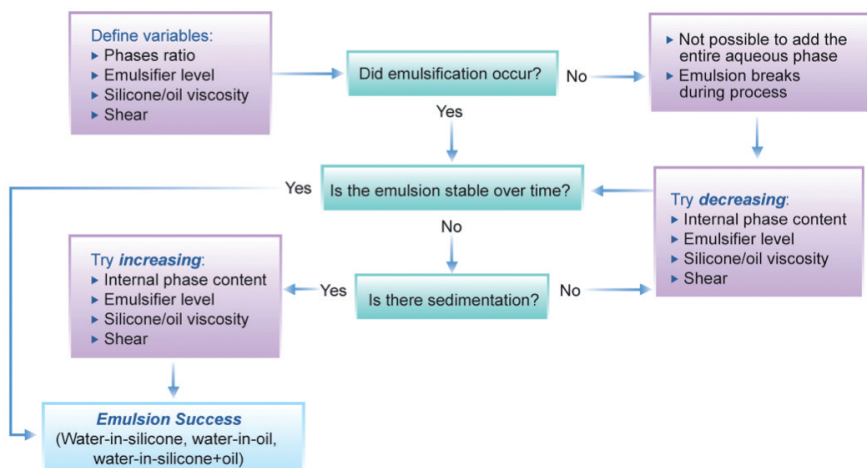 Define variables:
Phases ratio
Emulsifier level
Silicone/oil viscosity
Shear
Did emulsification occur?
No
Not possible to add the
entire aqueous phase
Emulsion breaks
during process
Yes
Is the emulsion stable over time?
Yes
No
Try decreasing:
Internal phase content
Emulsifier level
Silicone/oil viscosity
Shear
Is there sedimentation?
Yes
No
Try increasing:
Internal phase content
Emulsifier level
Silicone/oil viscosity
Shear
Emulsion Success
(Water-in-silicone, water-in-oil,
water-in-silicone+oil)